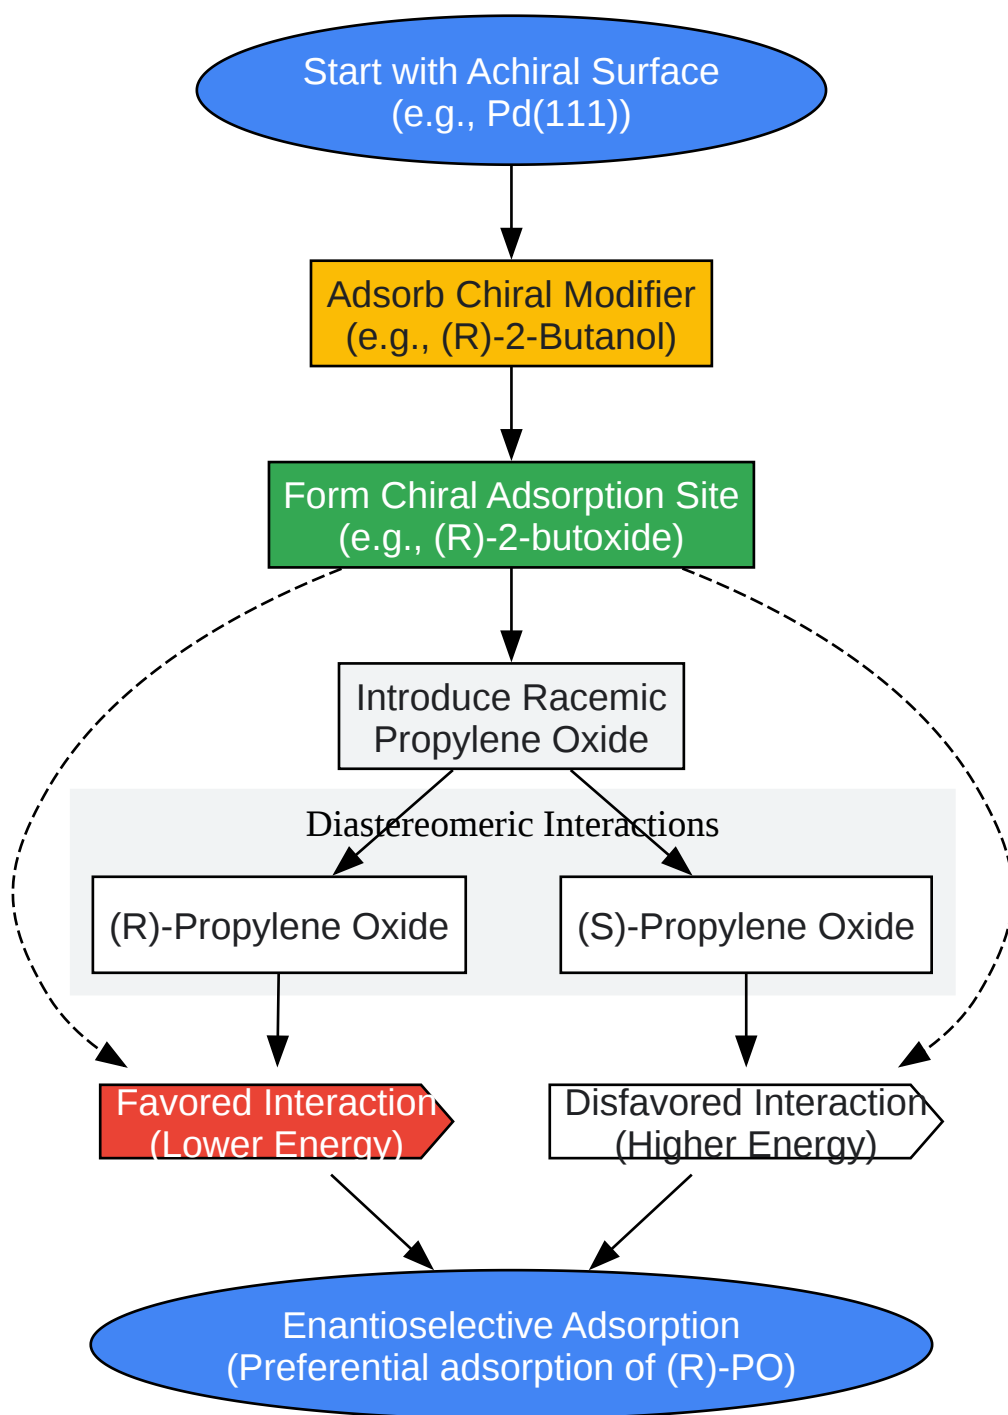 Start with Achiral Surface
(e.g., Pd(111))
Adsorb Chiral Modifier
(e.g., (R)-2-Butanol)
Form Chiral Adsorption Site
(e.g., (R)-2-butoxide)
Introduce Racemic
Propylene Oxide
Diastereomeric Interactions
(R)-Propylene Oxide
(S)-Propylene Oxide
Favored Interaction
(Lower Energy)
Disfavored Interaction
(Higher Energy)
Enantioselective Adsorption
(Preferential adsorption of (R)-PO)